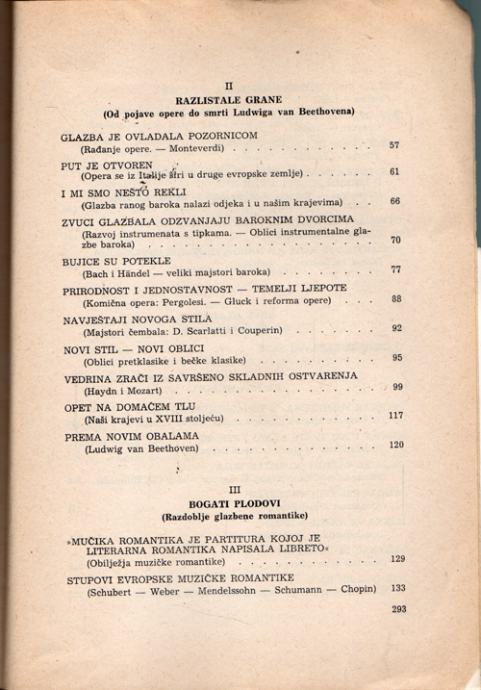 II
RAZLISTALE GRANE
(Od pojave opere do smrti Ludwiga van Beethovena)
GLAZBA JE OVLADALA POZORNICOM
(Rađanje opere. — Monteverdi) . . . . . . . . . . . 57
PUT JE OTVOREN
(Opera se iz Italije širi u druge evropske zemlje) . . . . . . 61
I MI SMO NEŠTO REKLI
(Glazba ranog baroka nalazi odjeka i u našim krajevima) . . 66
ZVUCI GLAZBALA ODZVANJAJU BAROKNIM DVORCIMA
(Razvoj instrumenata s tipkama. — Oblici instrumentalne gla-
zbe baroka) . . . . . . . . . . . . . . . . . . 70
BUJICE SU POTEKLE
(Bach i Händel — veliki majstori baroka) . . . . . . . . 77
PRIRODNOST I JEDNOSTAVNOST — TEMELJI LJEPOTE
(Komična opera: Pergolesi. — Gluck i reforma opere) . . . 88
NAVJEŠTAJI NOVOGA STILA
(Majstori čembala: D. Scarlatti i Couperin) . . . . . . . 92
NOVI STIL — NOVI OBLICI
(Oblici pretklasike i bečke klasike) . . . . . . . . . 95
VEDRINA ZRAČI IZ SAVRŠENO SKLADNIH OSTVARENJA
(Haydn i Mozart) . . . . . . . . . . . . . . . 99
OPET NA DOMAĆEM TLU
(Naši krajevi u XVIII stoljeću) . . . . . . . . . . . 117
PREMA NOVIM OBALAMA
(Ludwig van Beethoven) . . . . . . . . . . . . . 120
III
BOGATI PLODOVI
(Razdoblje glazbene romantike)
»MUČIKA ROMANTIKA JE PARTITURA KOJOJ JE
LITERARNA ROMANTIKA NAPISALA LIBRETO«
(Obilježja muzičke romantike) . . . . . . . . . . . 129
STUPOVI EVROPSKE MUZIČKE ROMANTIKE
(Schubert — Weber — Mendelssohn — Schumann — Chopin) 133
293